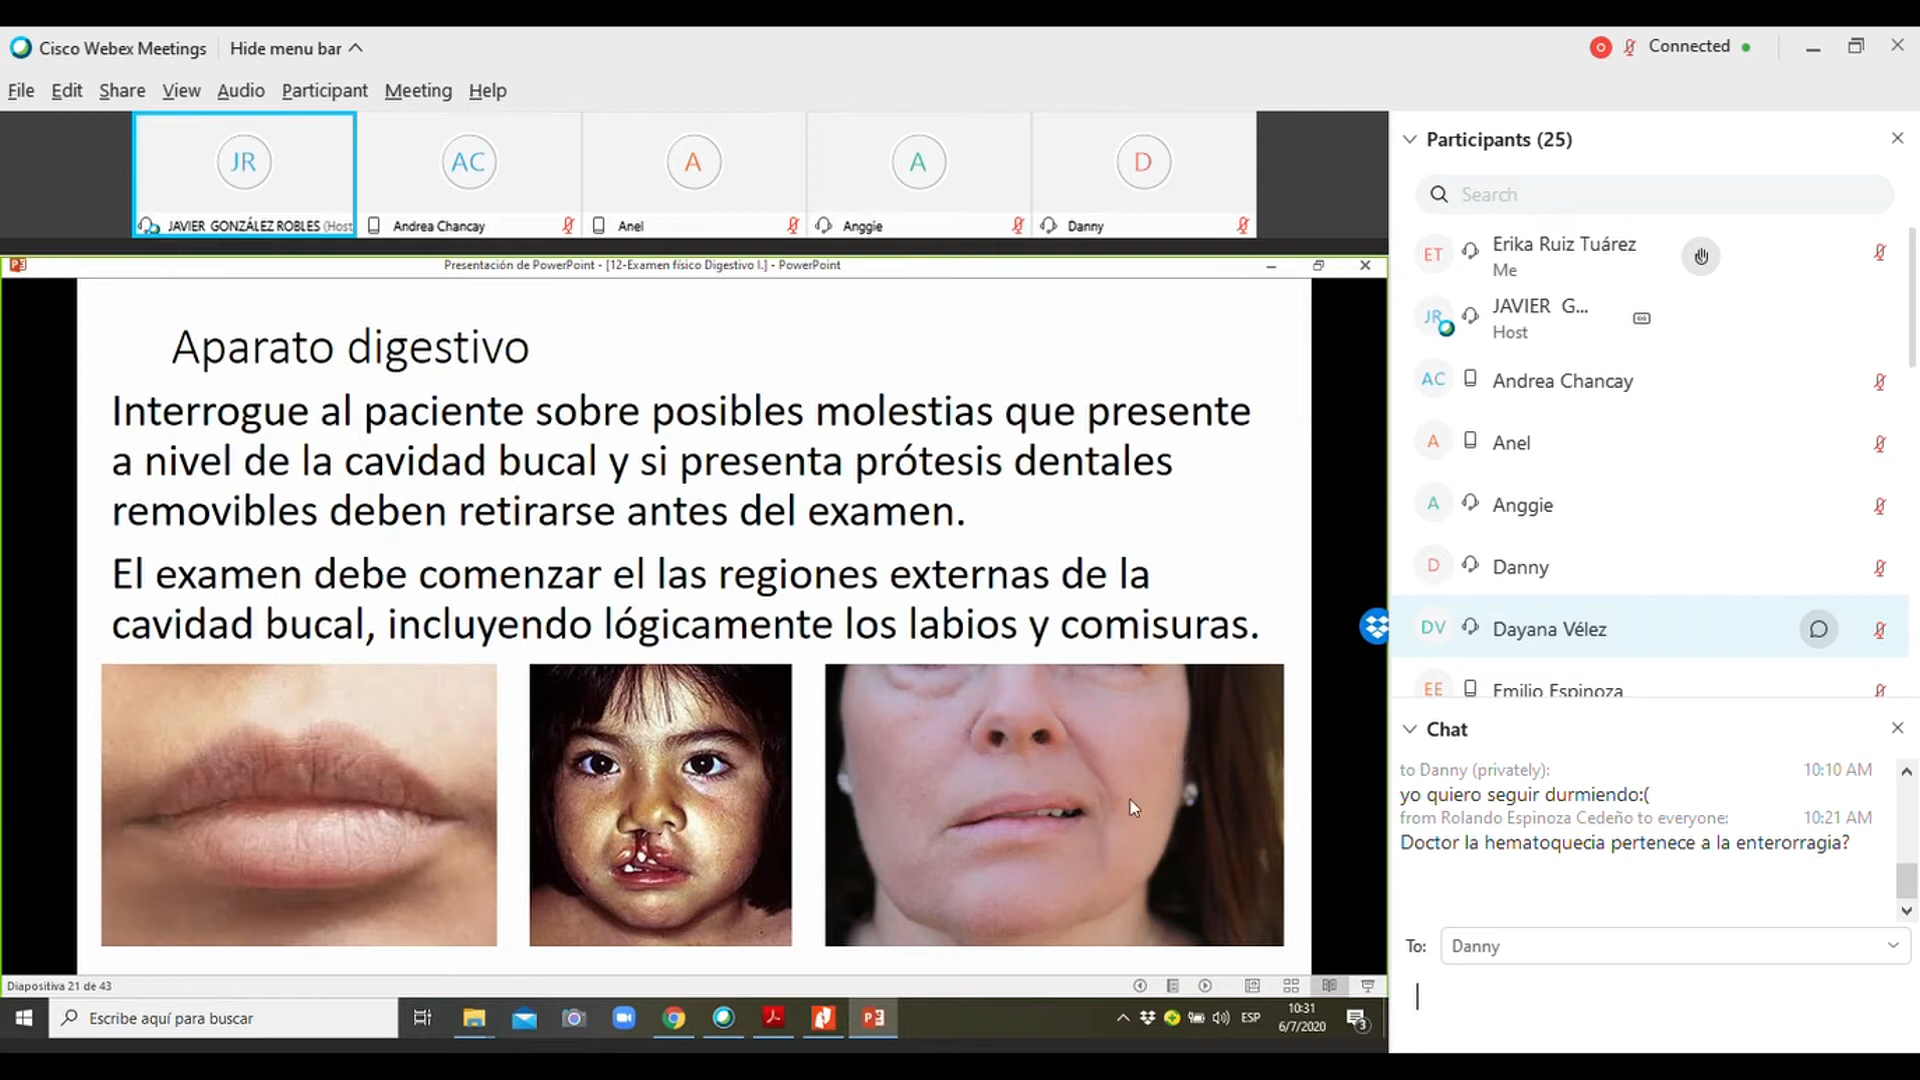 Cisco Webex Meetings
Hide menu bar
Connected
File Edit Share View Audio Participant Meeting Help
JR
JAVIER GONZÁLEZ ROBLES (Host
AC
Andrea Chancay
A
Anel
A
Anggie
D
Danny
Presentación de PowerPoint - [12-Examen físico Digestivo I.] - PowerPoint
Aparato digestivo
Interrogue al paciente sobre posibles molestias que presente
a nivel de la cavidad bucal y si presenta prótesis dentales
removibles deben retirarse antes del examen.
El examen debe comenzar el las regiones externas de la
cavidad bucal, incluyendo lógicamente los labios y comisuras.
Diapositiva 21 de 43
Escribe aquí para buscar
ESP
10:31
6/7/2020
3
Participants (25)
Search
ET
Erika Ruiz Tuárez
Me
JR
JAVIER G...
Host
AC
Andrea Chancay
A
Anel
A
Anggie
D
Danny
DV
Dayana Vélez
EE
Emilio Espinoza
Chat
to Danny (privately): 10:10 AM
yo quiero seguir durmiendo:(
from Rolando Espinoza Cedeño to everyone: 10:21 AM
Doctor la hematoquecia pertenece a la enterorragia?
To: Danny